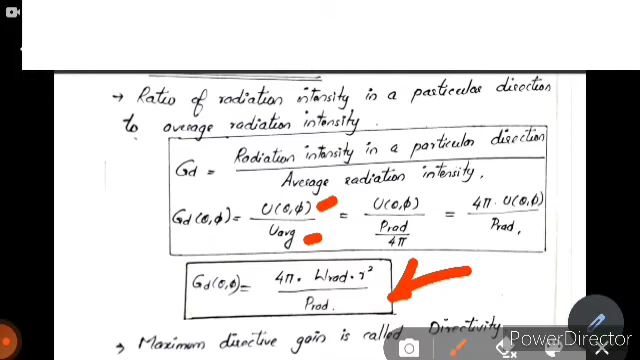 → Ratio of radiation intensity in a particular direction
to average radiation intensity.
Gd = Radiation intensity in a particular direction / Average radiation intensity.
Gd(θ,φ) = U(θ,φ) / Uavg = U(θ,φ) / (Prad / 4π) = 4π . U(θ,φ) / Prad.
Gd(θ,φ) = 4π . Wrad . r² / Prad.
→ Maximum directive gain is called Directivity
PowerDirector